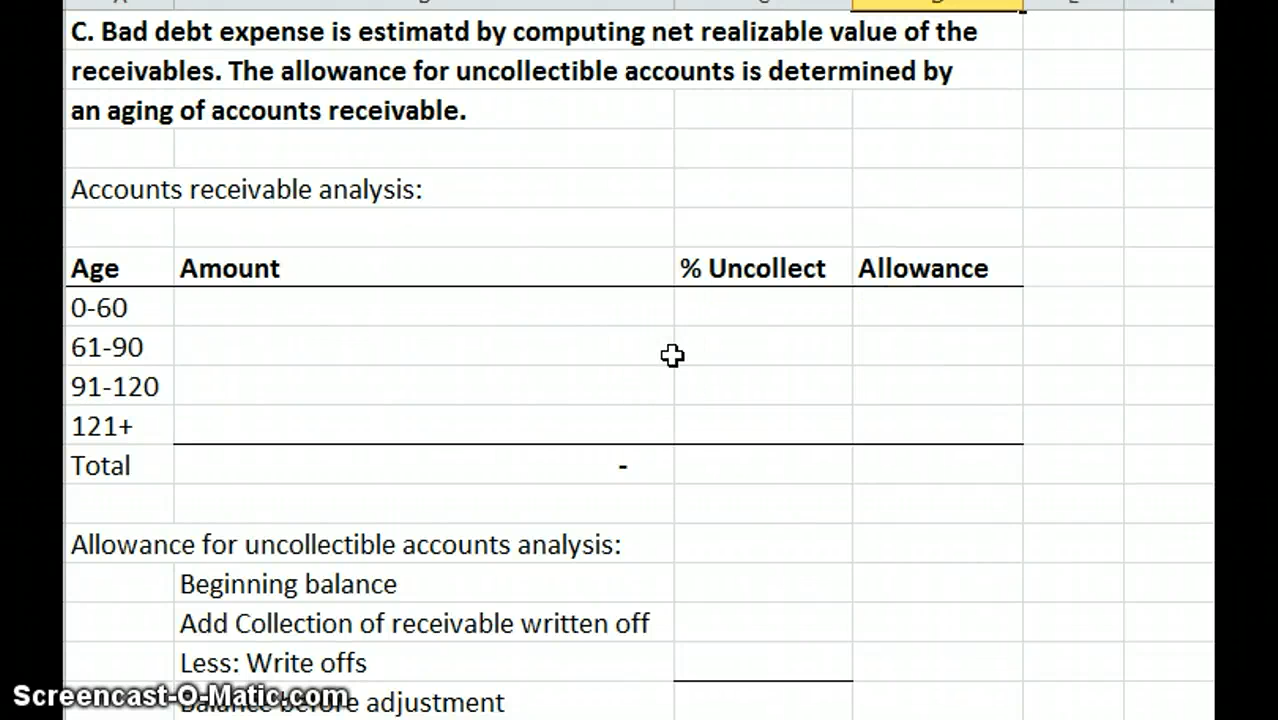 C. Bad debt expense is estimatd by computing net realizable value of the
receivables. The allowance for uncollectible accounts is determined by
an aging of accounts receivable.
Accounts receivable analysis:
Age Amount % Uncollect Allowance
0-60
61-90
91-120
121+
Total -
Allowance for uncollectible accounts analysis:
Beginning balance
Add Collection of receivable written off
Less: Write offs
Balance before adjustment
Screencast-O-Matic.com